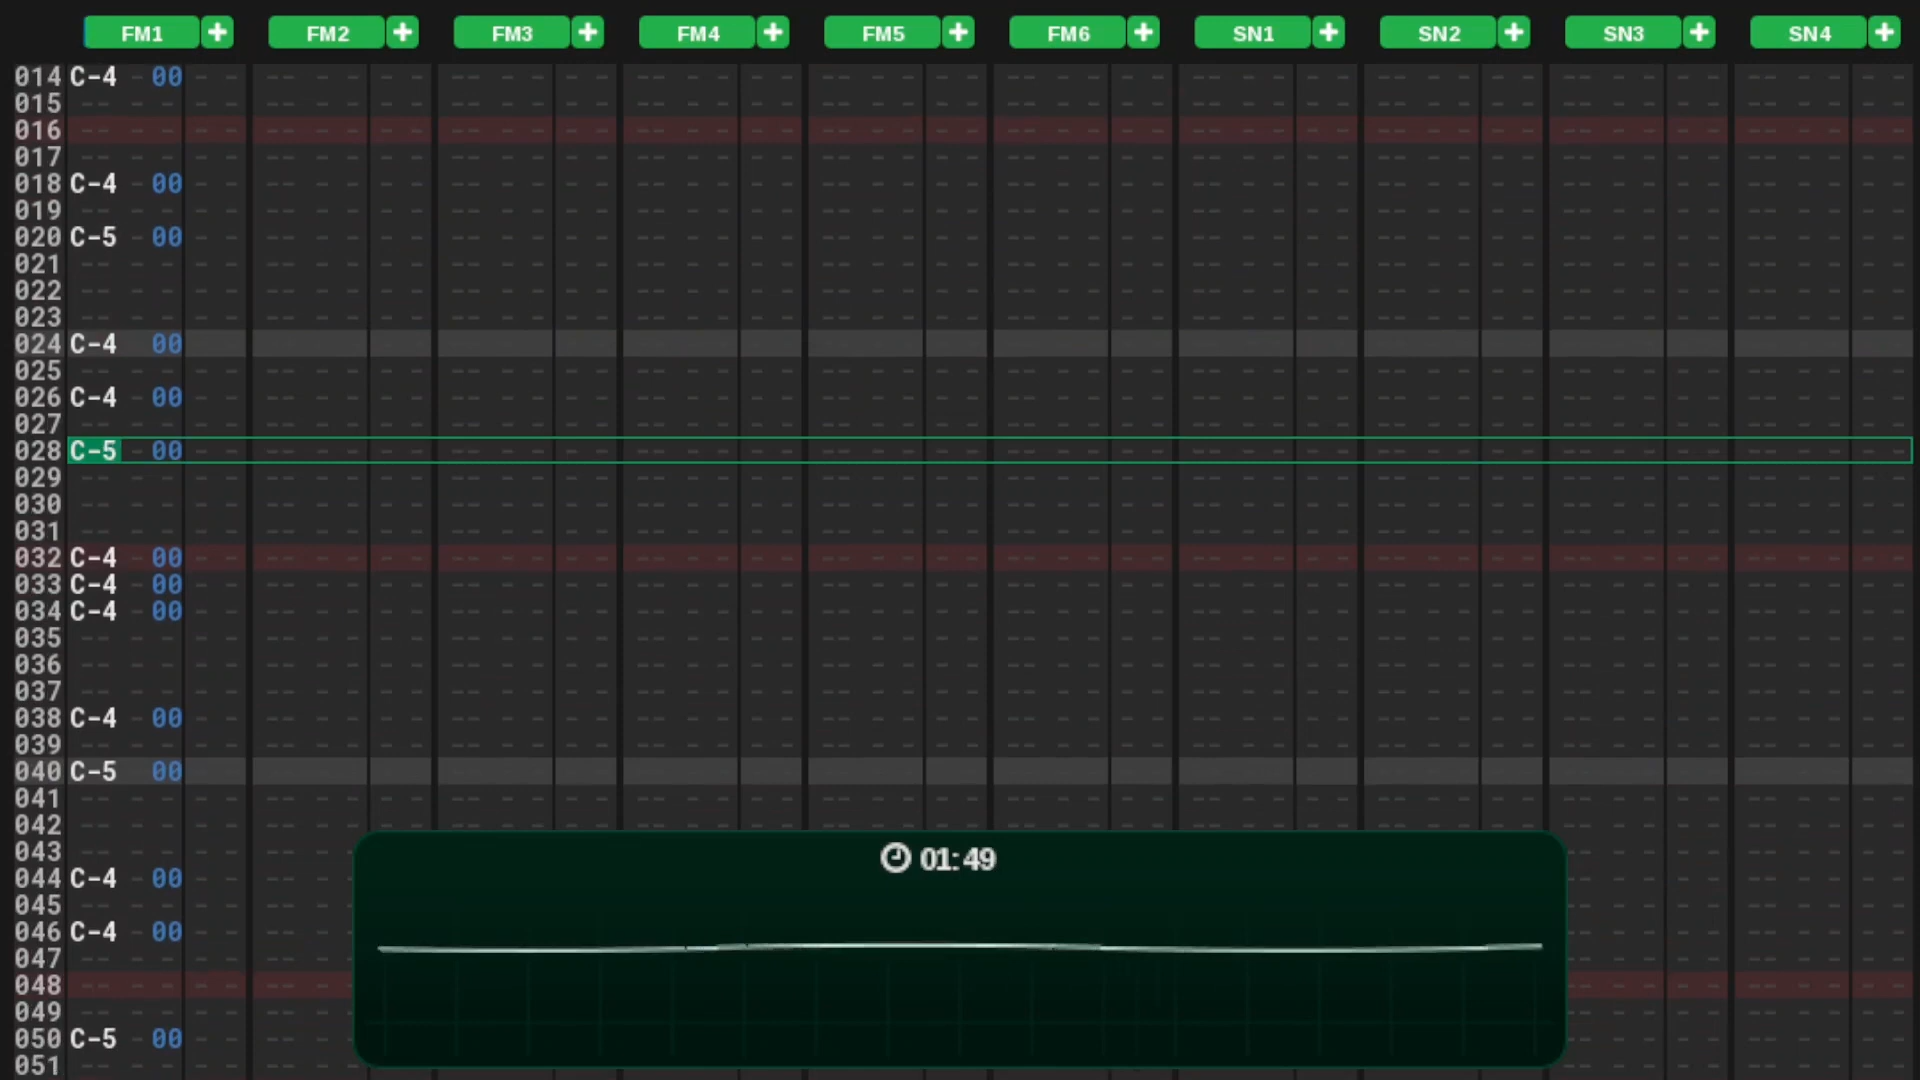 FM1 + FM2 + FM3 + FM4 + FM5 + FM6 + SN1 + SN2 + SN3 + SN4 +
014 C-4 00
015
016
017
018 C-4 00
019
020 C-5 00
021
022
023
024 C-4 00
025
026 C-4 00
027
028 C-5 00
029
030
031
032 C-4 00
033 C-4 00
034 C-4 00
035
036
037
038 C-4 00
039
040 C-5 00
041
042
043
044 C-4 00
045
046 C-4 00
047
048
049
050 C-5 00
051
01:49